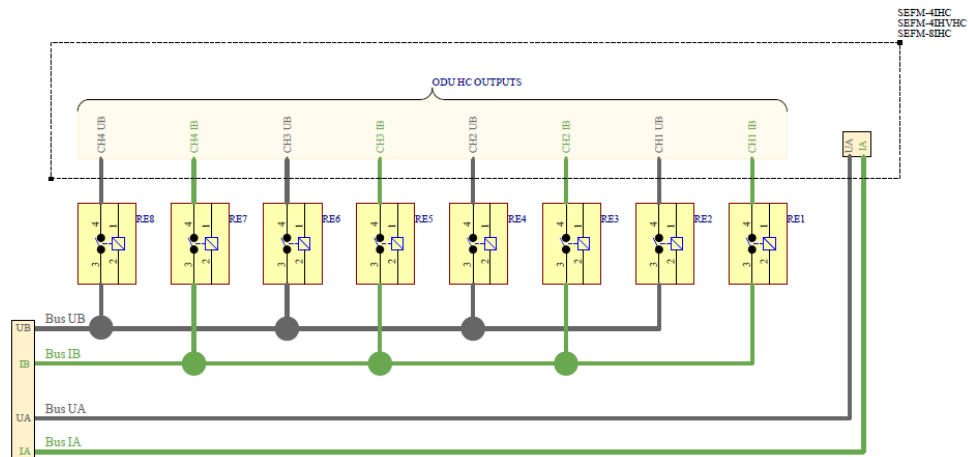 SEFM-4IHC
SEFM-4IHVHC
SEFM-8IHC
ODU HC OUTPUTS
CH4 UB
CH4 IB
CH3 UB
CH3 IB
CH2 UB
CH2 IB
CH1 UB
CH1 IB
UA
IA
4 1 RE8
3 2
4 1 RE7
3 2
4 1 RE6
3 2
4 1 RE5
3 2
4 1 RE4
3 2
4 1 RE3
3 2
4 1 RE2
3 2
4 1 RE1
3 2
Bus UB
UB
Bus IB
IB
Bus UA
UA
Bus IA
IA